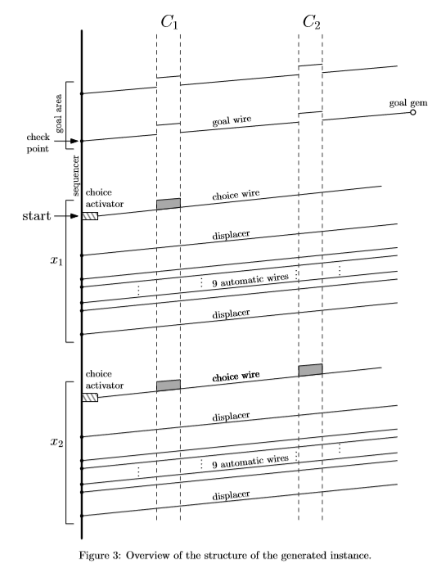 C₁ C₂
goal area
goal gem
goal wire
check
point
sequencer
choice
activator
choice wire
start
displacer
x₁
9 automatic wires
displacer
choice
activator
choice wire
displacer
x₂
9 automatic wires
displacer
Figure 3: Overview of the structure of the generated instance.